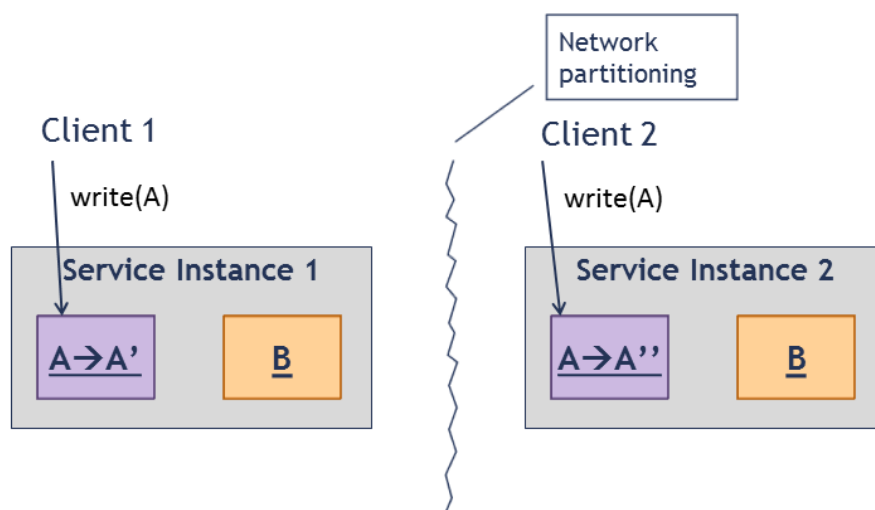 Network
partitioning
Client 1
Client 2
write(A)
write(A)
Service Instance 1
Service Instance 2
A→A’
B
A→A’’
B